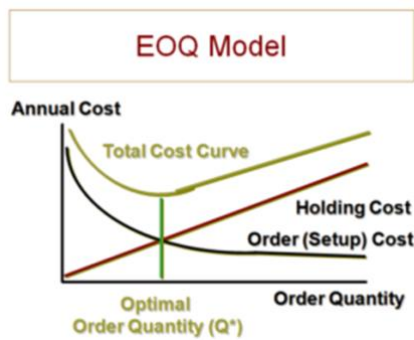 EOQ Model
Annual Cost
Total Cost Curve
Holding Cost
Order (Setup) Cost
Optimal
Order Quantity (Q*)
Order Quantity